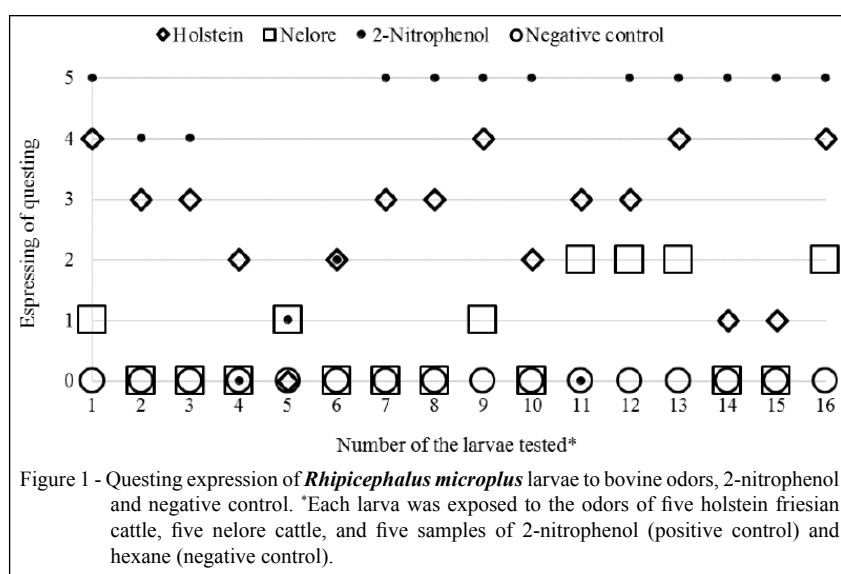 Holstein Nelore 2-Nitrophenol Negative control
5
4
3
2
1
0
Espressing of questing
1 2 3 4 5 6 7 8 9 10 11 12 13 14 15 16
Number of the larvae tested*
Figure 1 - Questing expression of Rhipicephalus microplus larvae to bovine odors, 2-nitrophenol
and negative control. *Each larva was exposed to the odors of five holstein friesian
cattle, five nelore cattle, and five samples of 2-nitrophenol (positive control) and
hexane (negative control).